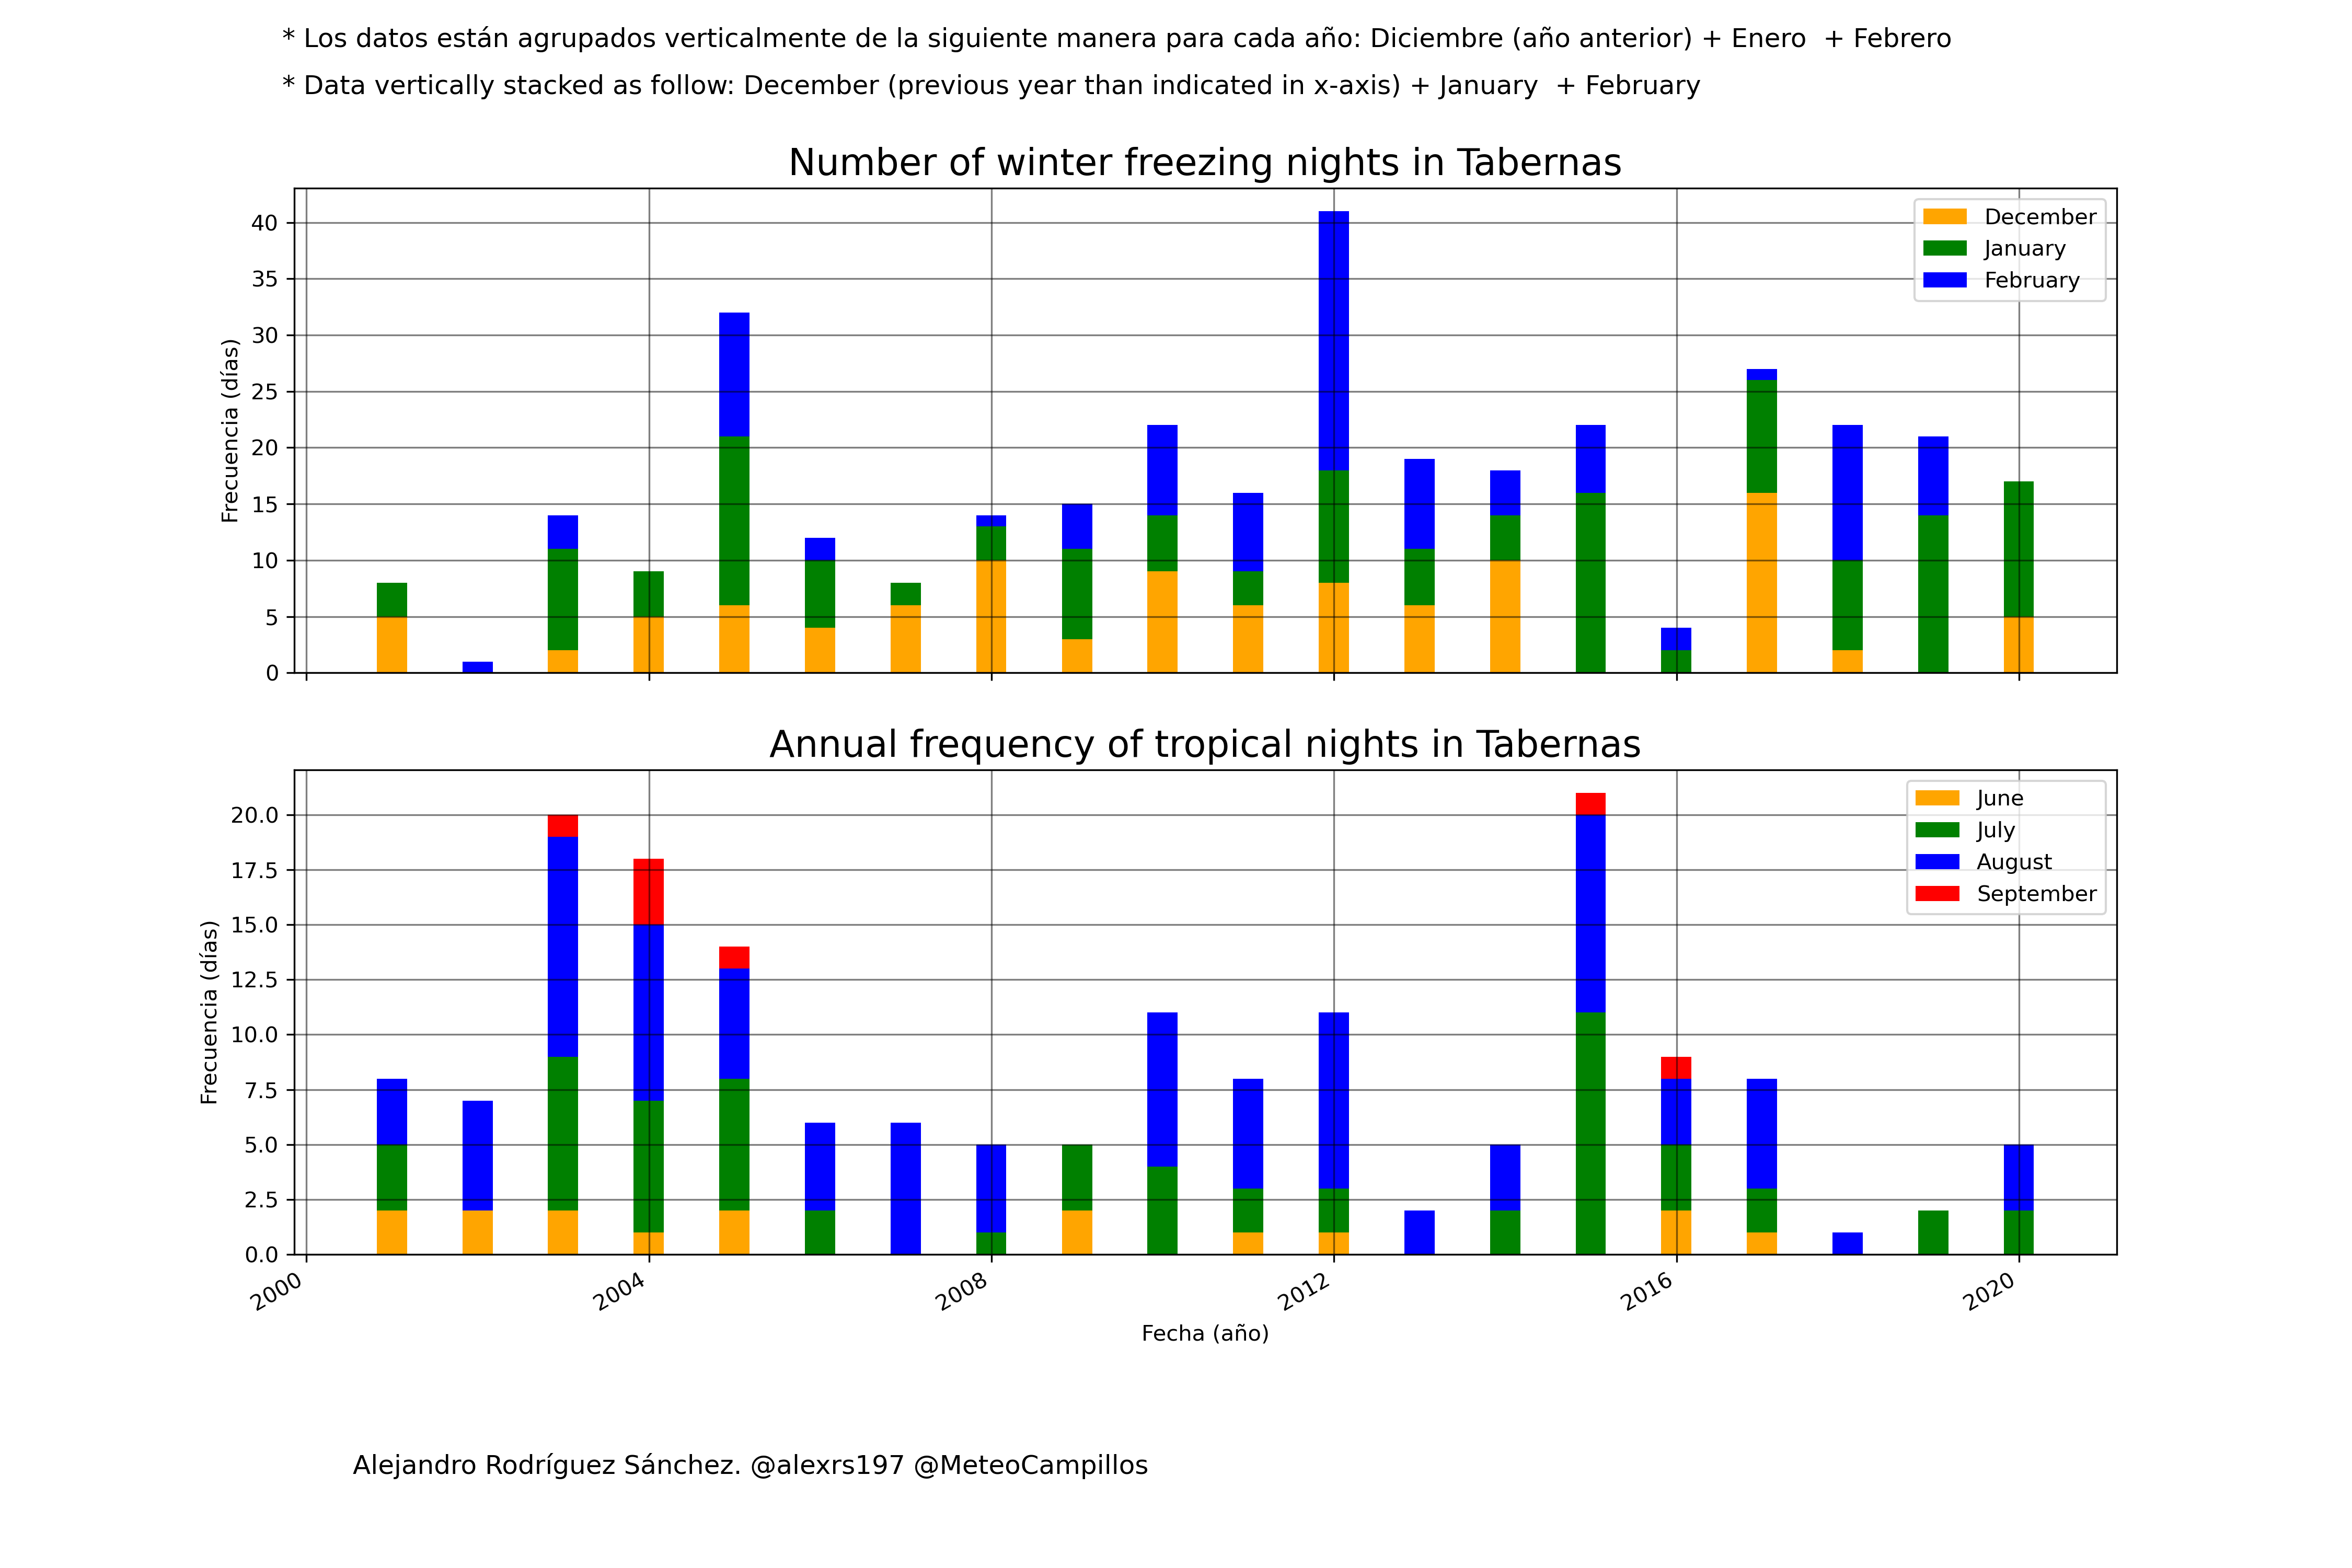 * Los datos están agrupados verticalmente de la siguiente manera para cada año: Diciembre (año anterior) + Enero  + Febrero
* Data vertically stacked as follow: December (previous year than indicated in x-axis) + January  + February
Number of winter freezing nights in Tabernas
Frecuencia (días)
40
35
30
25
20
15
10
5
0
December
January
February
Annual frequency of tropical nights in Tabernas
Frecuencia (días)
20.0
17.5
15.0
12.5
10.0
7.5
5.0
2.5
0.0
June
July
August
September
2000
2004
2008
2012
2016
2020
Fecha (año)
Alejandro Rodríguez Sánchez. @alexrs197 @MeteoCampillos